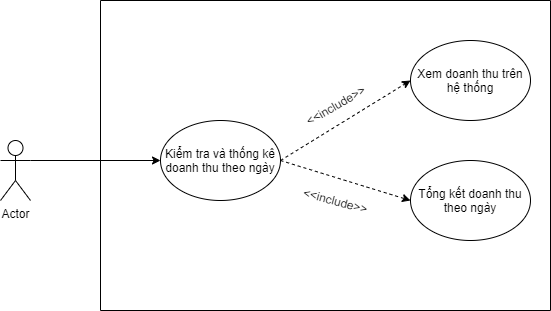 Xem doanh thu trên
hệ thống
<<include>>
Kiểm tra và thống kê
doanh thu theo ngày
Tổng kết doanh thu
theo ngày
<<include>>
Actor